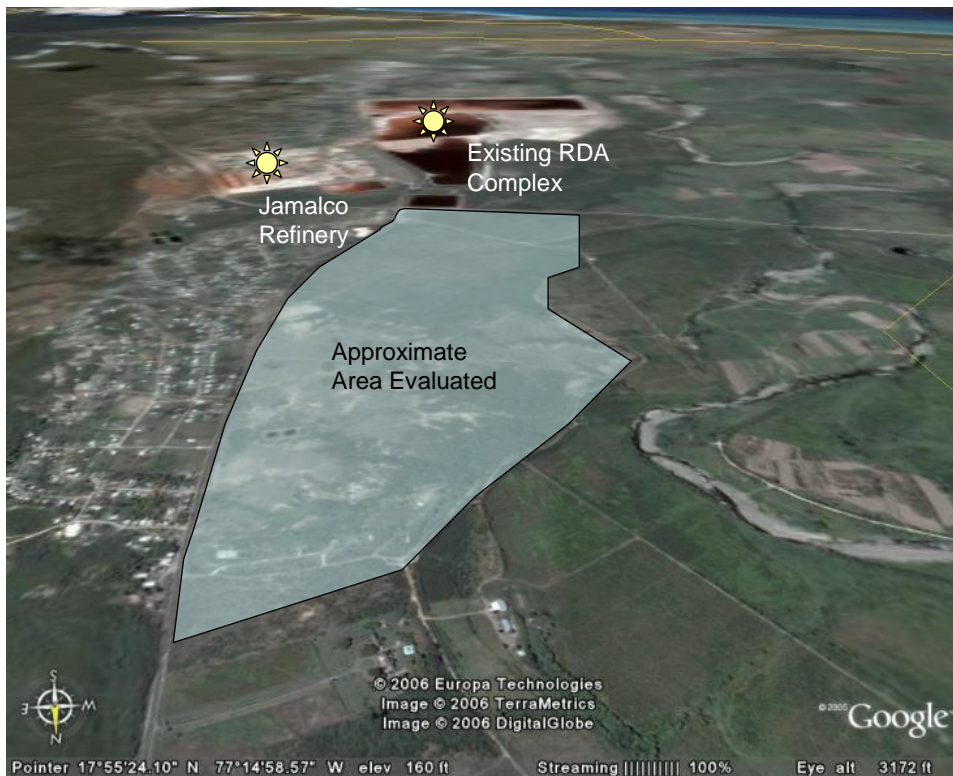 Existing RDA
Complex
Jamalco
Refinery
Approximate
Area Evaluated
S
E W
N
© 2006 Europa Technologies
Image © 2006 TerraMetrics
Image © 2006 DigitalGlobe
© 2005 Google
Pointer 17°55'24.10" N 77°14'58.57" W elev 160 ft Streaming ||||||||| 100% Eye alt 3172 ft